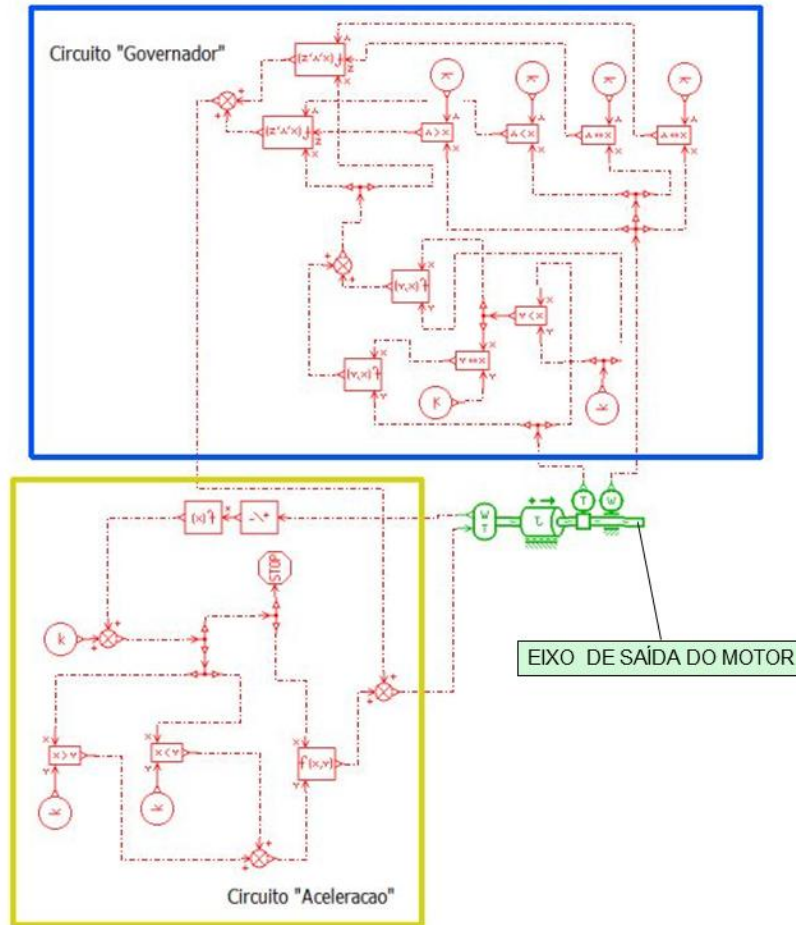 Circuito "Governador"
Y
f(x,y,z)
Z
X
Y
k
k
k
k
f(x,y,z)
Z
X
Y
y>x
X
Y
y<x
X
Y
y⇔x
X
Y
y⇔x
X
+
+
+
+
X
f(x,y)
Y
X
y<x
Y
X
f(x,y)
Y
X
y⇔x
Y
k
k
T
W
W
T
+
EIXO DE SAÍDA DO MOTOR
f(x)
x
-\+
STOP
k
+
+
+
+
X
x>y
Y
X
x<y
Y
X
f(x,y)
Y
k
k
+
+
Circuito "Aceleracao"